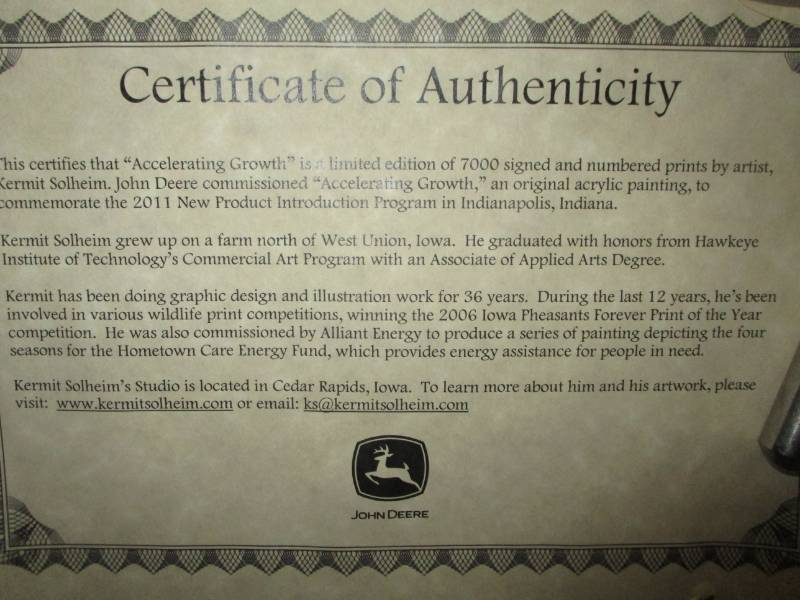 Certificate of Authenticity
This certifies that "Accelerating Growth" is a limited edition of 7000 signed and numbered prints by artist,
Kermit Solheim. John Deere commissioned "Accelerating Growth," an original acrylic painting, to
commemorate the 2011 New Product Introduction Program in Indianapolis, Indiana.
Kermit Solheim grew up on a farm north of West Union, Iowa. He graduated with honors from Hawkeye
Institute of Technology's Commercial Art Program with an Associate of Applied Arts Degree.
Kermit has been doing graphic design and illustration work for 36 years. During the last 12 years, he's been
involved in various wildlife print competitions, winning the 2006 Iowa Pheasants Forever Print of the Year
competition. He was also commissioned by Alliant Energy to produce a series of painting depicting the four
seasons for the Hometown Care Energy Fund, which provides energy assistance for people in need.
Kermit Solheim's Studio is located in Cedar Rapids, Iowa. To learn more about him and his artwork, please
visit: www.kermitsolheim.com or email: ks@kermitsolheim.com
JOHN DEERE